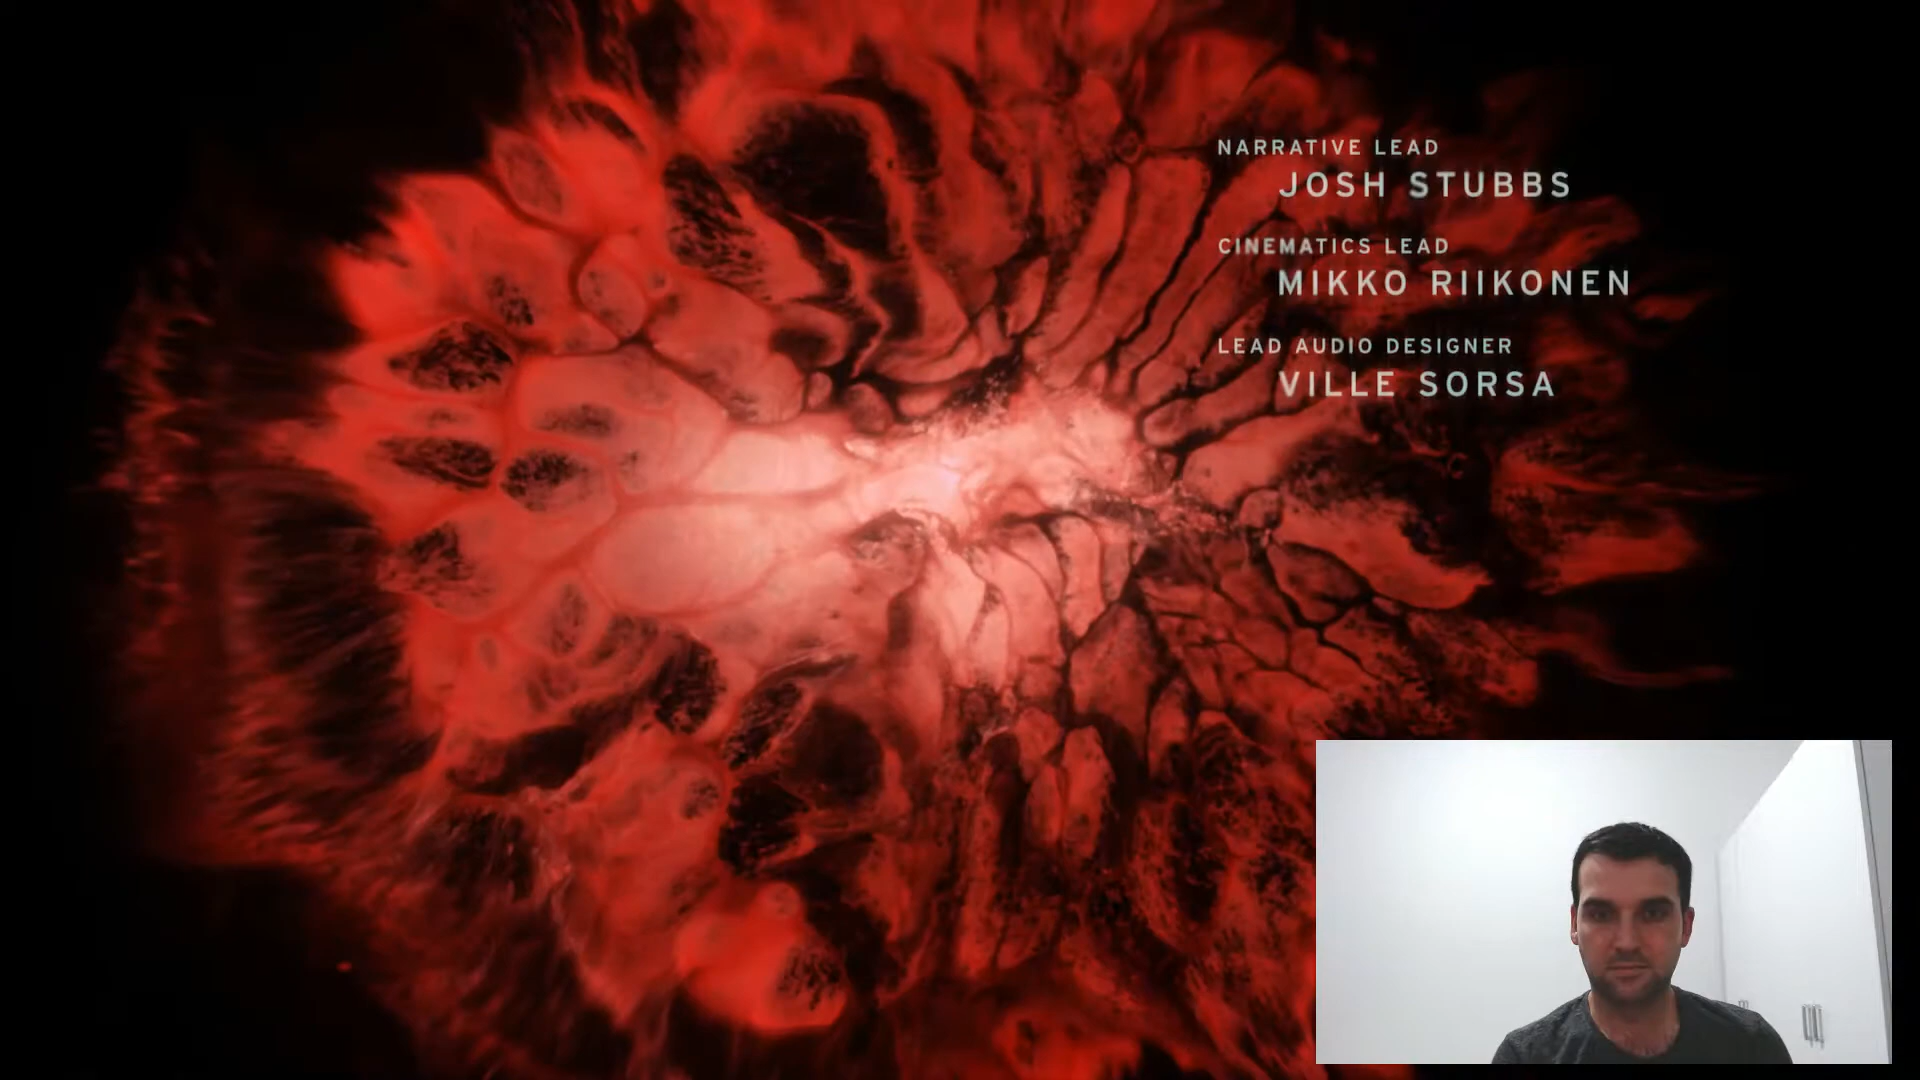 NARRATIVE LEAD
JOSH STUBBS
CINEMATICS LEAD
MIKKO RIIKONEN
LEAD AUDIO DESIGNER
VILLE SORSA